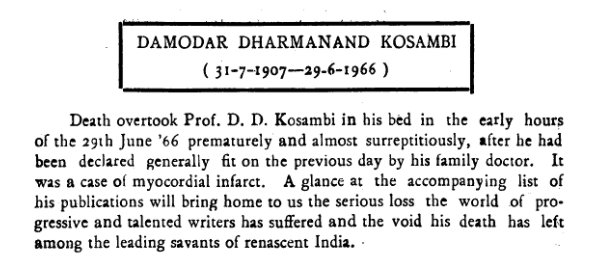 DAMODAR DHARMANAND KOSAMBI
( 31-7-1907—29-6-1966 )
Death overtook Prof. D. D. Kosambi in his bed in the early hours
of the 29th June '66 prematurely and almost surreptitiously, after he had
been declared generally fit on the previous day by his family doctor. It
was a case of myocordial infarct. A glance at the accompanying list of
his publications will bring home to us the serious loss the world of pro-
gressive and talented writers has suffered and the void his death has left
among the leading savants of renascent India.